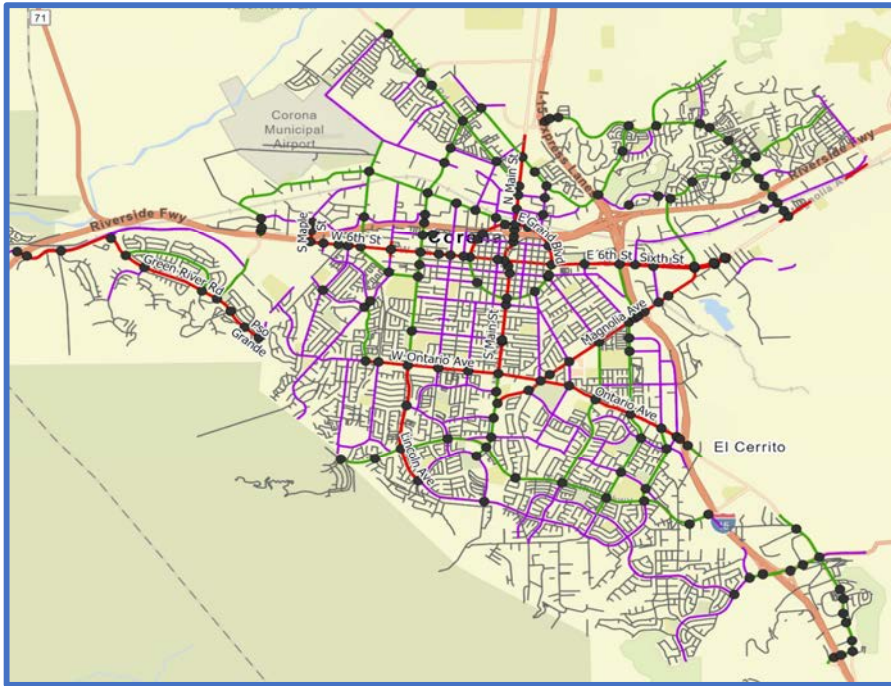 71
Corona
Municipal
Airport
I-15 Express Lane
Riverside Fwy
Riverside Fwy
N Main St
S Maple St
W 6th St
Corona
E Grand Blvd
E 6th St
Sixth St
Green River Rd
Paseo
Grande
S Main St
Magnolia Ave
W Ontario Ave
Ontario Ave
Lincoln Ave
El Cerrito